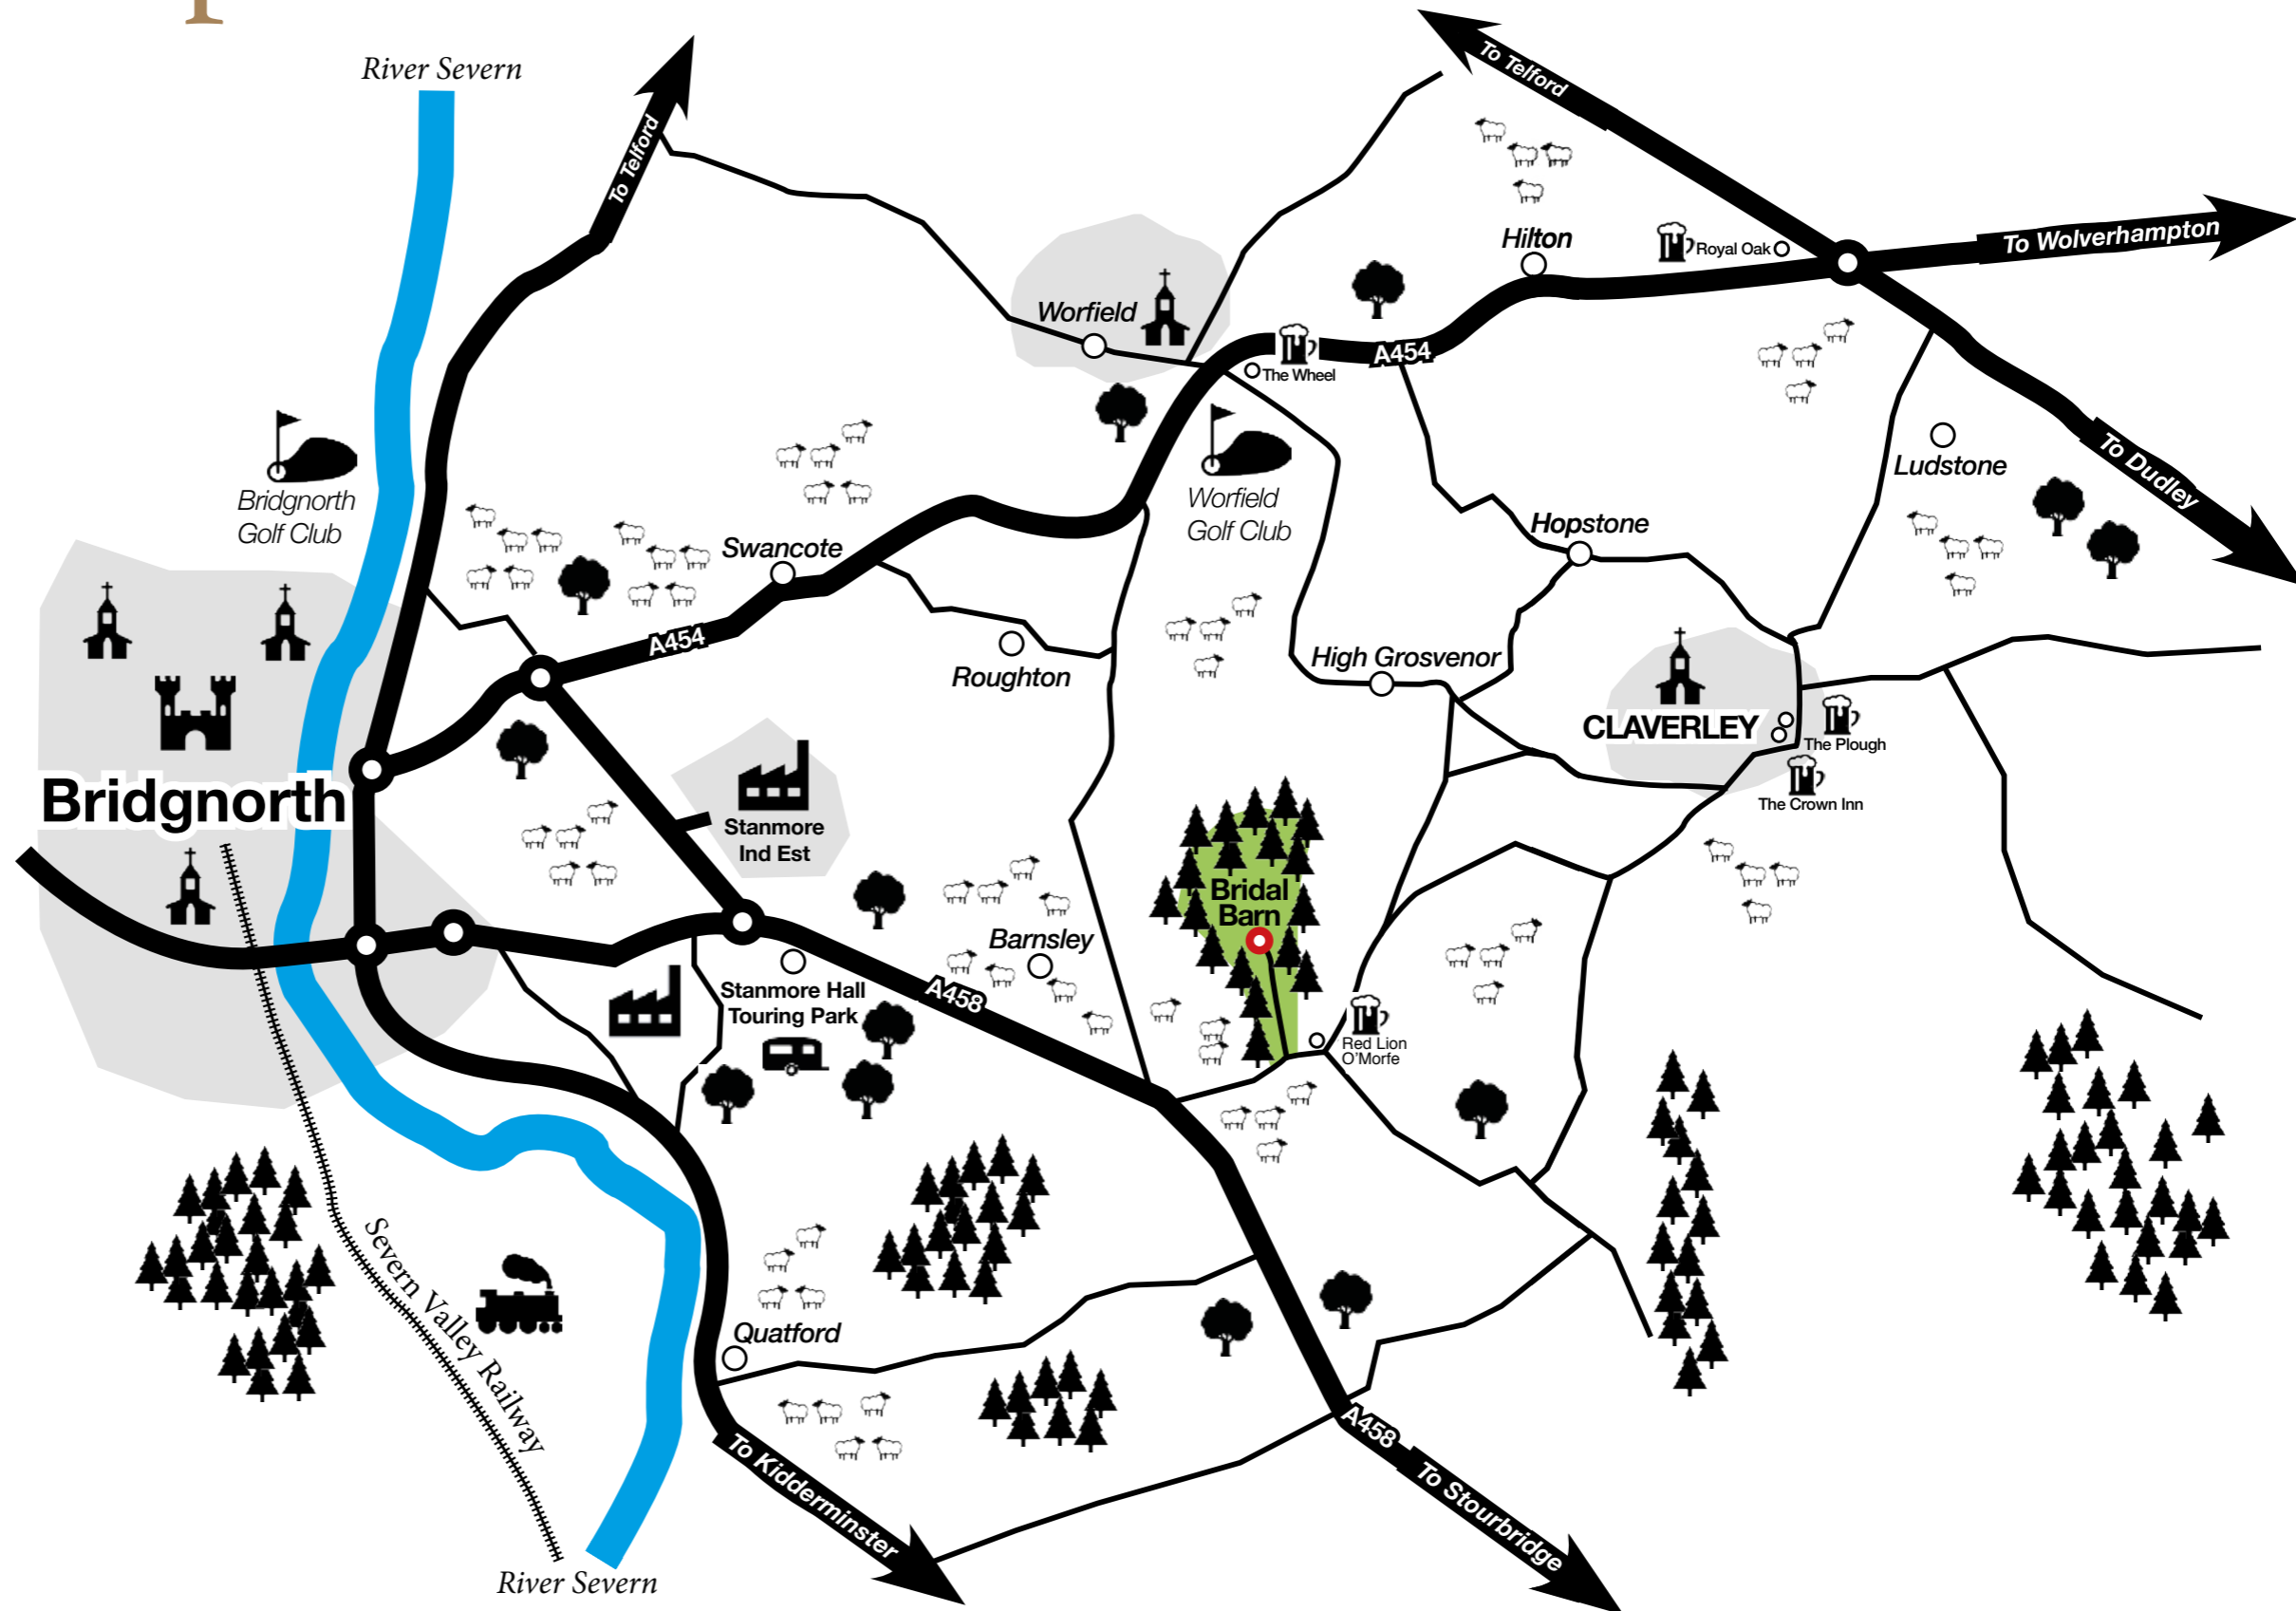 River Severn
To Telford
To Telford
To Wolverhampton
Royal Oak
Hilton
Worfield
A454
The Wheel
To Dudley
Ludstone
Bridgnorth
Golf Club
Worfield
Golf Club
Hopstone
Swancote
A454
Roughton
High Grosvenor
CLAVERLEY
The Plough
The Crown Inn
Bridgnorth
Stanmore
Ind Est
Bridal
Barn
Barnsley
Stanmore Hall
Touring Park
A458
Red Lion
O'Morfe
Severn Valley Railway
Quatford
To Kidderminster
A458
To Stourbridge
River Severn